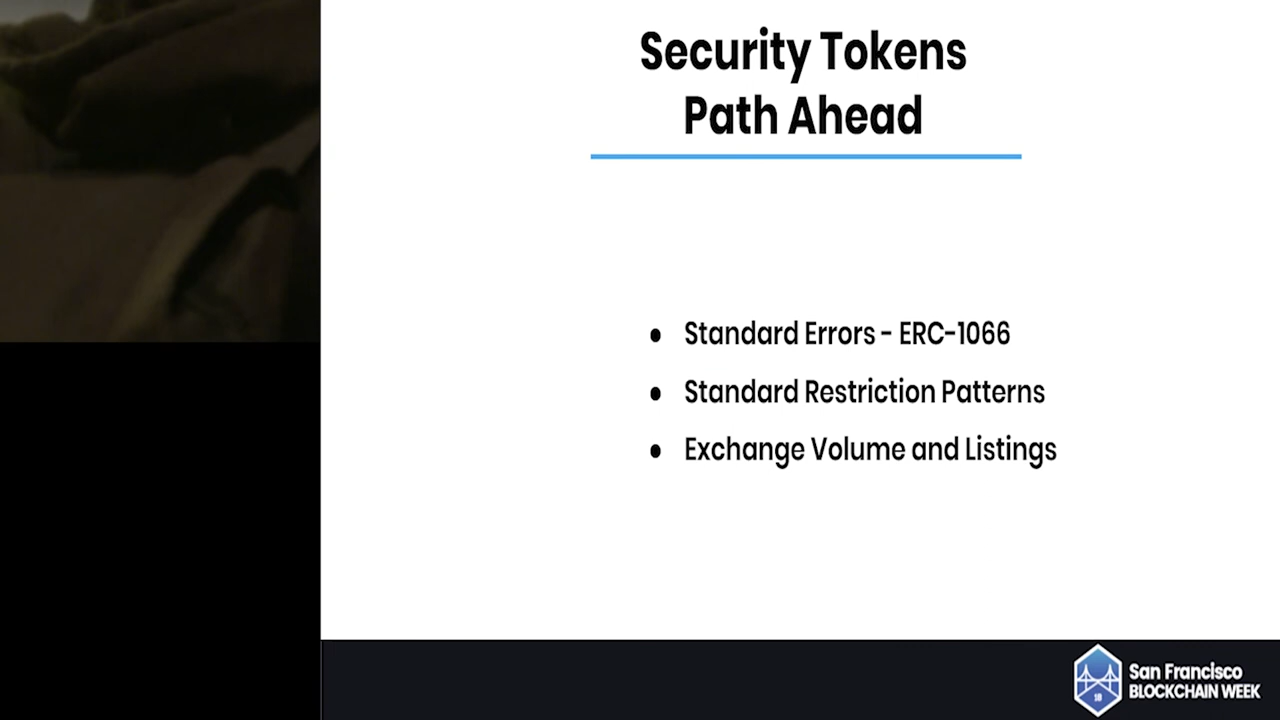 Security Tokens
Path Ahead
• Standard Errors - ERC-1066
• Standard Restriction Patterns
• Exchange Volume and Listings
18
San Francisco
BLOCKCHAIN WEEK